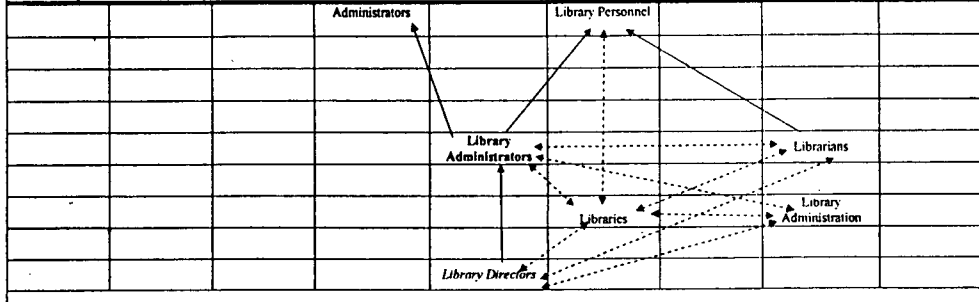 Administrators
Library Personnel
Library
Administrators
Librarians
Libraries
Library
Administration
Library Directors